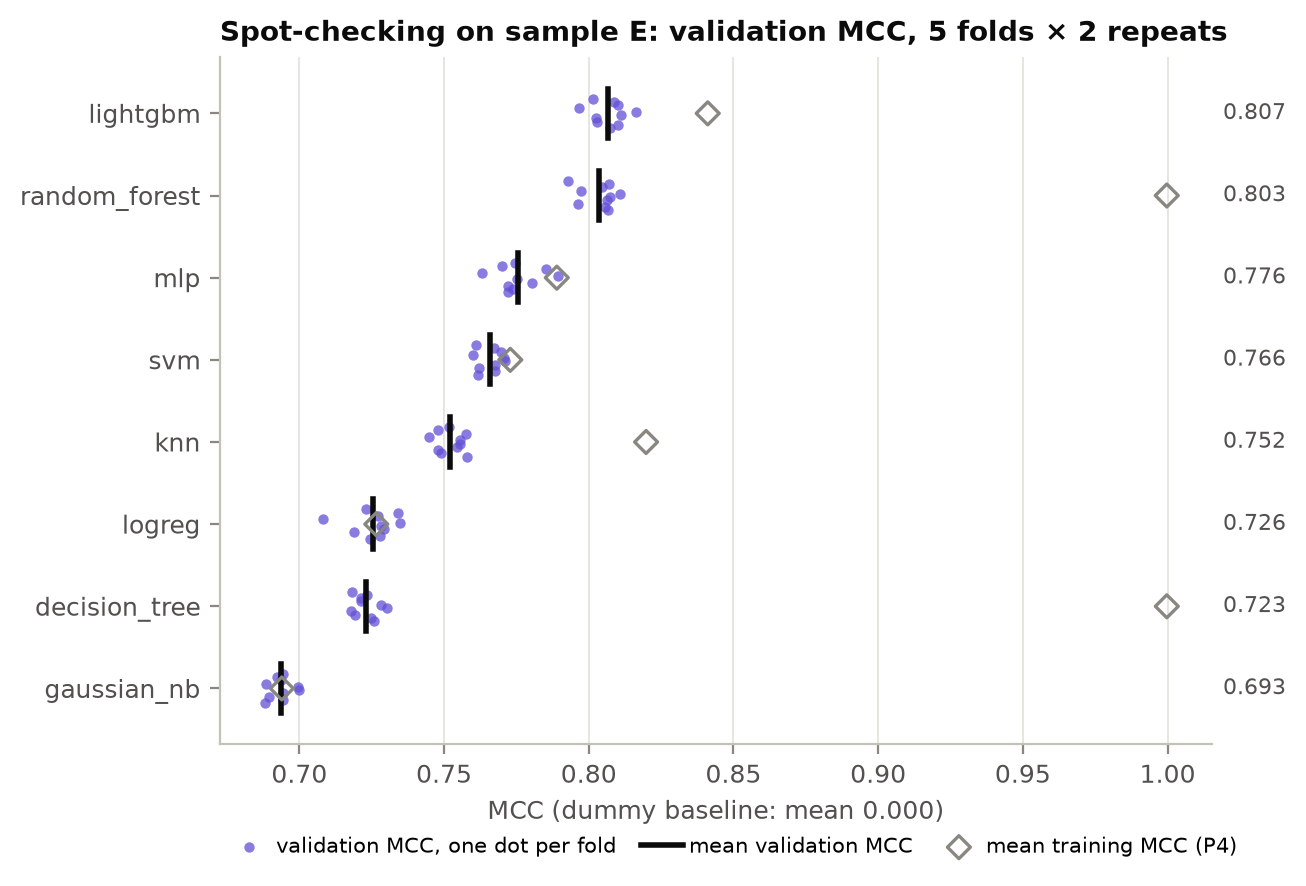 Spot-checking on sample E: validation MCC, 5 folds × 2 repeats
lightgbm 0.807
random_forest 0.803
mlp 0.776
svm 0.766
knn 0.752
logreg 0.726
decision_tree 0.723
gaussian_nb 0.693
0.70 0.75 0.80 0.85 0.90 0.95 1.00
MCC (dummy baseline: mean 0.000)
validation MCC, one dot per fold mean validation MCC mean training MCC (P4)